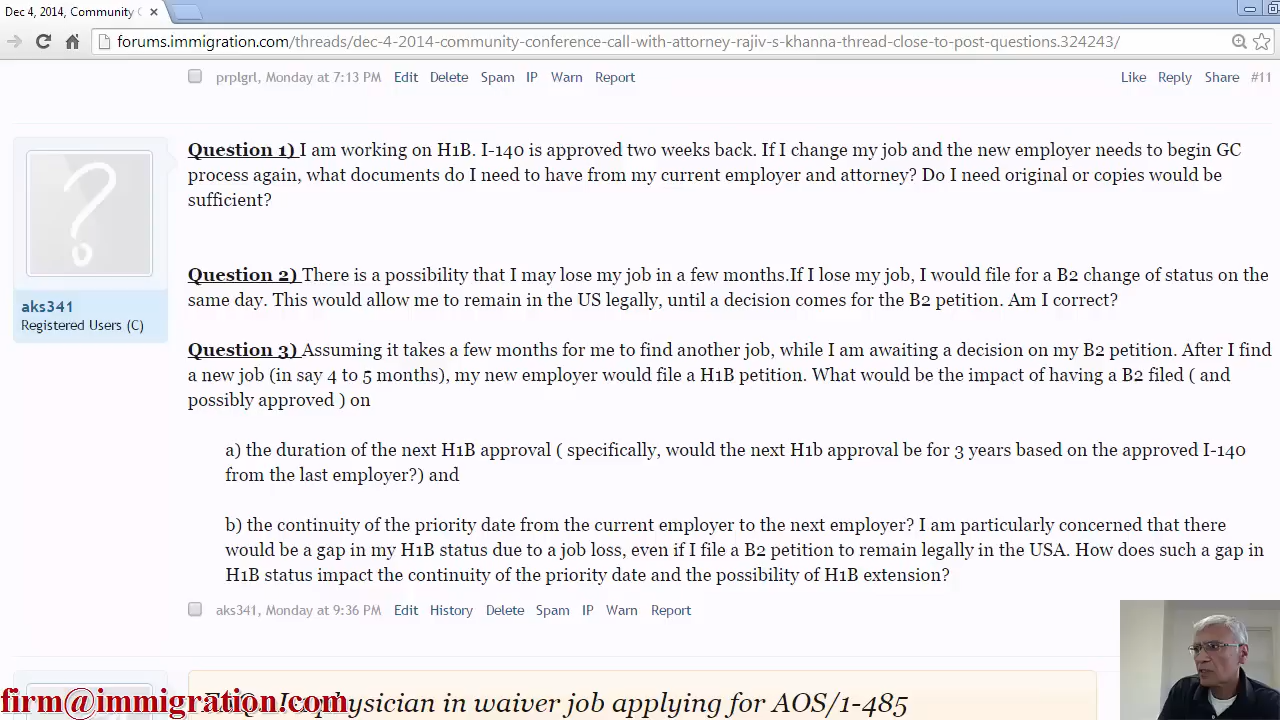 Dec 4, 2014, Community C
forums.immigration.com/threads/dec-4-2014-community-conference-call-with-attorney-rajiv-s-khanna-thread-close-to-post-questions.324243/
prplgrl, Monday at 7:13 PM Edit Delete Spam IP Warn Report Like Reply Share #11
Question 1) I am working on H1B. I-140 is approved two weeks back. If I change my job and the new employer needs to begin GC
process again, what documents do I need to have from my current employer and attorney? Do I need original or copies would be
sufficient?
Question 2) There is a possibility that I may lose my job in a few months.If I lose my job, I would file for a B2 change of status on the
same day. This would allow me to remain in the US legally, until a decision comes for the B2 petition. Am I correct?
aks341
Registered Users (C)
Question 3) Assuming it takes a few months for me to find another job, while I am awaiting a decision on my B2 petition. After I find
a new job (in say 4 to 5 months), my new employer would file a H1B petition. What would be the impact of having a B2 filed ( and
possibly approved ) on
a) the duration of the next H1B approval ( specifically, would the next H1b approval be for 3 years based on the approved I-140
from the last employer?) and
b) the continuity of the priority date from the current employer to the next employer? I am particularly concerned that there
would be a gap in my H1B status due to a job loss, even if I file a B2 petition to remain legally in the USA. How does such a gap in
H1B status impact the continuity of the priority date and the possibility of H1B extension?
aks341, Monday at 9:36 PM Edit History Delete Spam IP Warn Report
physician in waiver job applying for AOS/1-485
firm@immigration.com